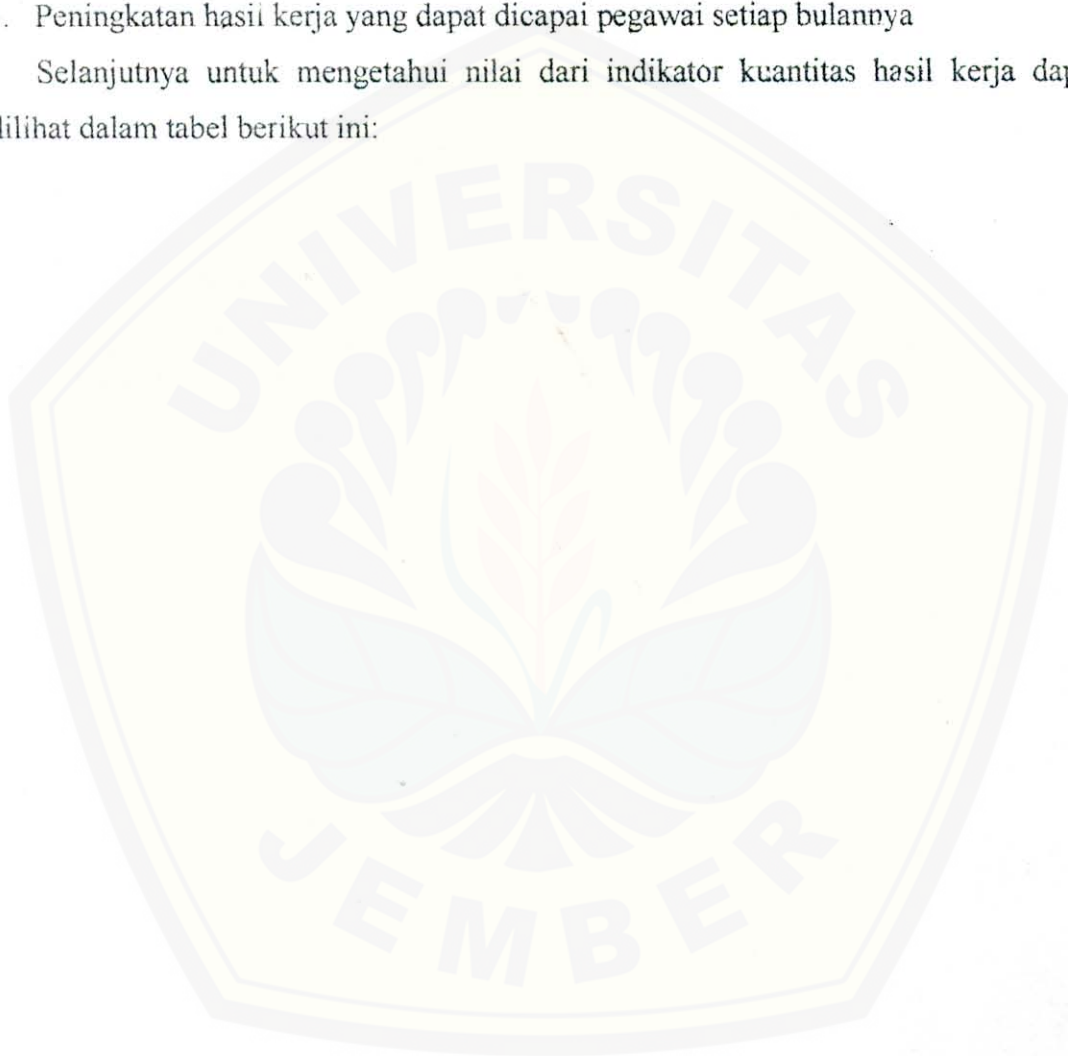 . Peningkatan hasil kerja yang dapat dicapai pegawai setiap bulannya
Selanjutnya untuk mengetahui nilai dari indikator kuantitas hasil kerja dap
lilihat dalam tabel berikut ini:
UNIVERSITAS
JEMBER